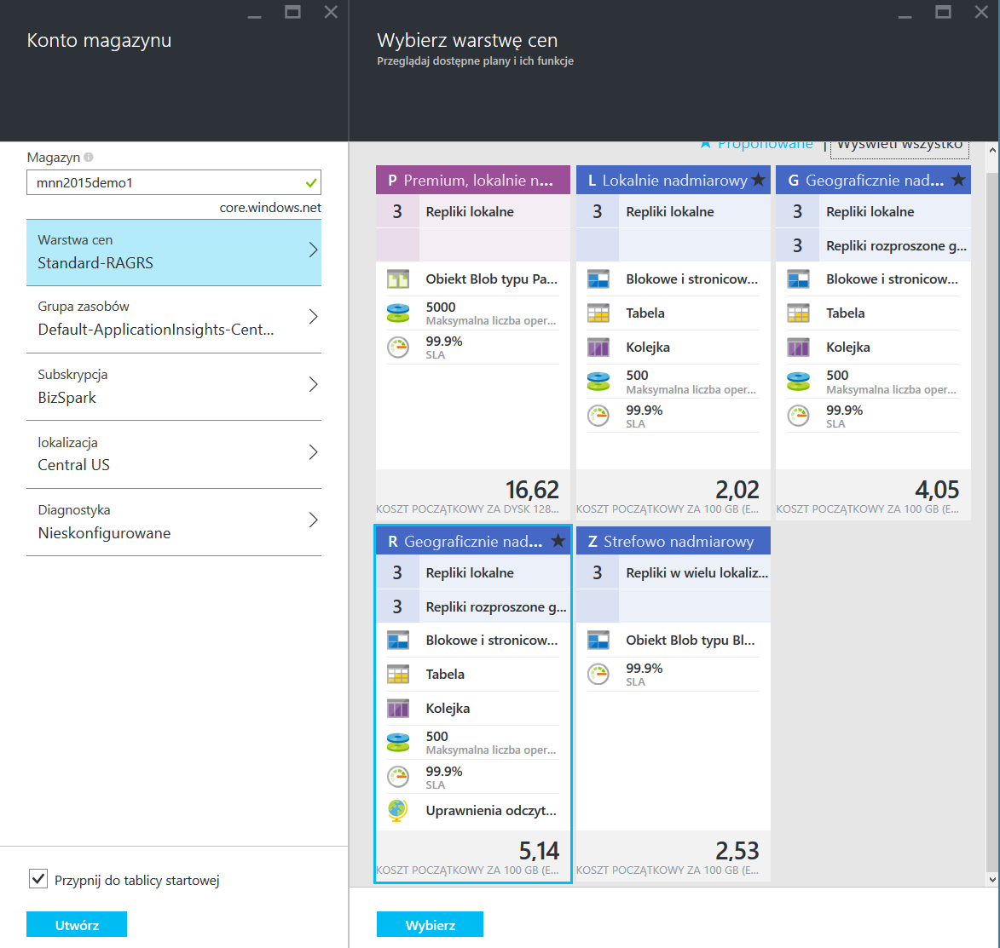 Konto magazynu
Magazyn
mnn2015demo1
core.windows.net
Warstwa cen
Standard-RAGRS
Grupa zasobów
Default-ApplicationInsights-Cent...
Subskrypcja
BizSpark
lokalizacja
Central US
Diagnostyka
Nieskonfigurowane
Przypnij do tablicy startowej
Utwórz
Wybierz warstwę cen
Przeglądaj dostępne plany i ich funkcje
Proponowane | Wyświetl wszystko
P Premium, lokalnie n...
3 Repliki lokalne
Obiekt Blob typu Pa...
5000
Maksymalna liczba oper...
99.9%
SLA
16,62
KOSZT POCZĄTKOWY ZA DYSK 128...
L Lokalnie nadmiarowy
3 Repliki lokalne
Blokowe i stronicow...
Tabela
Kolejka
500
Maksymalna liczba oper...
99.9%
SLA
2,02
KOSZT POCZĄTKOWY ZA 100 GB (E...
G Geograficznie nad...
3 Repliki lokalne
3 Repliki rozproszone g...
Blokowe i stronicow...
Tabela
Kolejka
500
Maksymalna liczba oper...
99.9%
SLA
4,05
KOSZT POCZĄTKOWY ZA 100 GB (E...
R Geograficznie nad...
3 Repliki lokalne
3 Repliki rozproszone g...
Blokowe i stronicow...
Tabela
Kolejka
500
Maksymalna liczba oper...
99.9%
SLA
Uprawnienia odczyt...
5,14
KOSZT POCZĄTKOWY ZA 100 GB (E...
Z Strefowo nadmiarowy
3 Repliki w wielu lokaliz...
Obiekt Blob typu Bl...
99.9%
SLA
2,53
KOSZT POCZĄTKOWY ZA 100 GB (E...
Wybierz